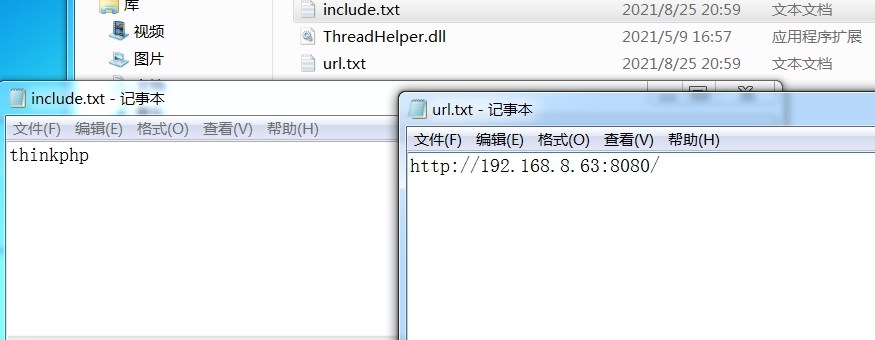 库
视频
图片
include.txt 2021/8/25 20:59 文本文档
ThreadHelper.dll 2021/5/9 16:57 应用程序扩展
url.txt 2021/8/25 20:59 文本文档
include.txt - 记事本
文件(F) 编辑(E) 格式(O) 查看(V) 帮助(H)
thinkphp
url.txt - 记事本
文件(F) 编辑(E) 格式(O) 查看(V) 帮助(H)
http://192.168.8.63:8080/